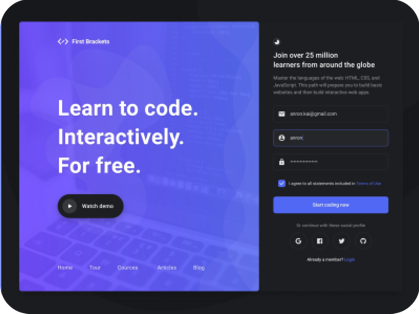 First Brackets
Learn to code.
Interactively.
For free.
Watch demo
Home Tour Courses Articles Blog
Join over 25 million
learners from around the globe
Master the languages of the web: HTML, CSS, and
JavaScript. This path will prepare you to build basic
websites and then build interactive web apps.
anron.kai@gmail.com
anron
I agree to all statements included in Terms of Use
Start coding now
Or continue with these social profile
Already a member? Login